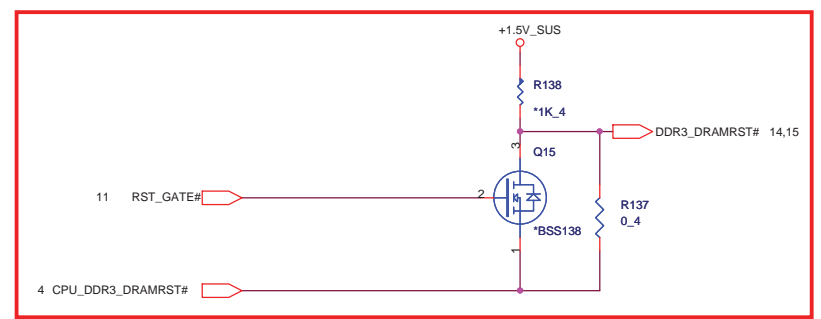 +1.5V_SUS
R138
*1K_4
DDR3_DRAMRST# 14,15
3
Q15
11 RST_GATE#
2
R137
0_4
*BSS138
1
4 CPU_DDR3_DRAMRST#